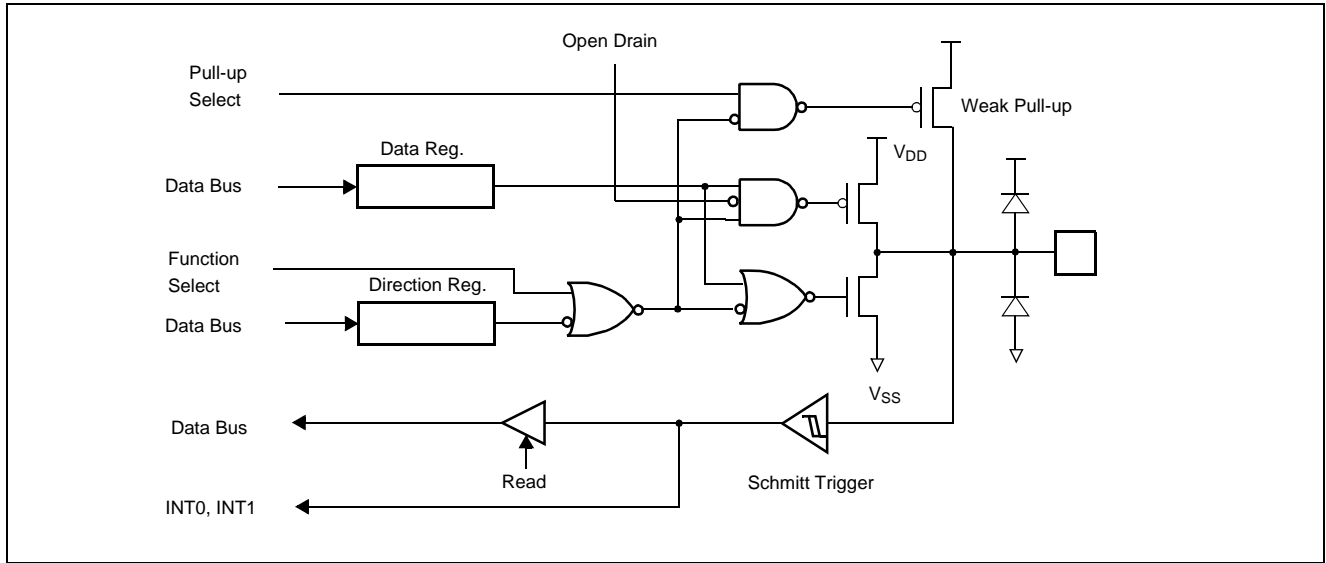 Open Drain
Pull-up
Select
Weak Pull-up
Data Reg.
VDD
Data Bus
Function
Select
Direction Reg.
Data Bus
VSS
Data Bus
Read
Schmitt Trigger
INT0, INT1